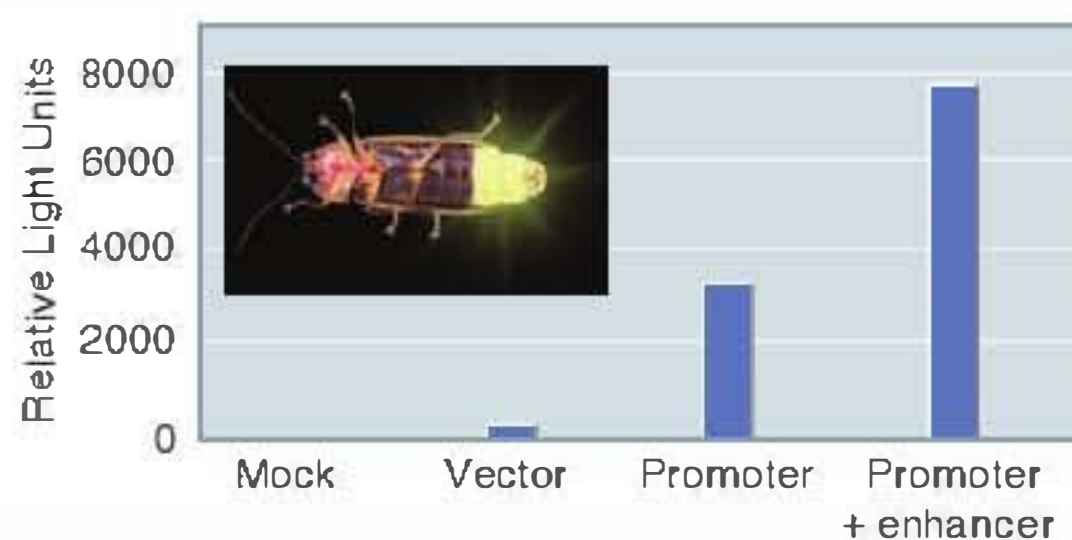 Relative Light Units
8000
6000
4000
2000
0
Mock
Vector
Promoter
Promoter
+ enhancer